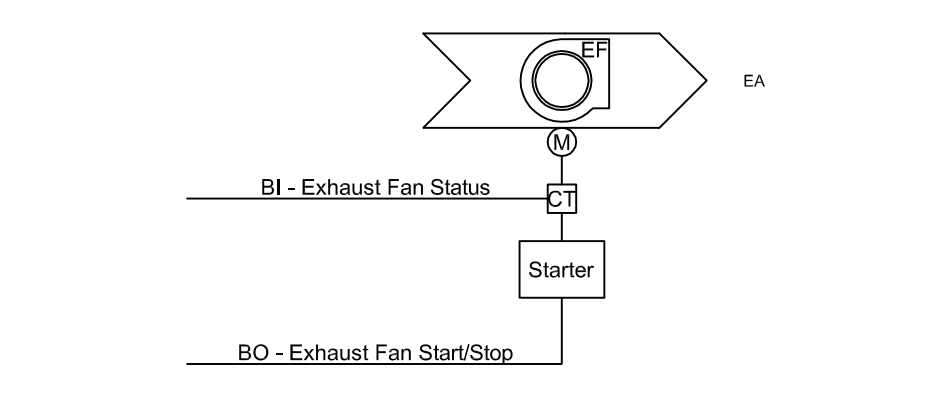 EF
EA
M
BI - Exhaust Fan Status
CT
Starter
BO - Exhaust Fan Start/Stop